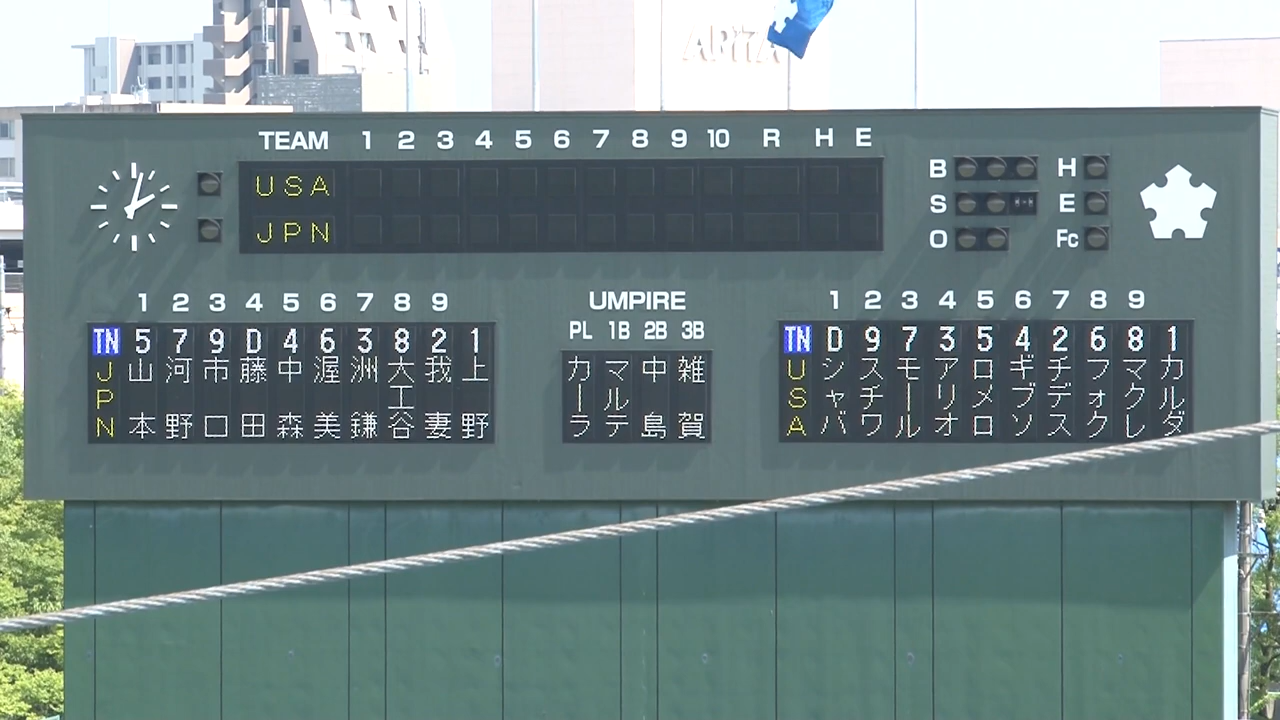 ARITA
TEAM 1 2 3 4 5 6 7 8 9 10 R H E
USA
JPN
B H
S E
O Fc
1 2 3 4 5 6 7 8 9
TN 5 7 9 D 4 6 3 8 2 1
JPN 山本 河野 市口 藤田 中森 渥美 洲鎌 大工谷 我妻 上野
UMPIRE
PL 1B 2B 3B
カーラ マルテ 中島 雑賀
1 2 3 4 5 6 7 8 9
TN D 9 7 3 5 4 2 6 8 1
USA シャバ スチワ モール アリオ ロメロ ギブソ チデス フォク マクレ カルダ